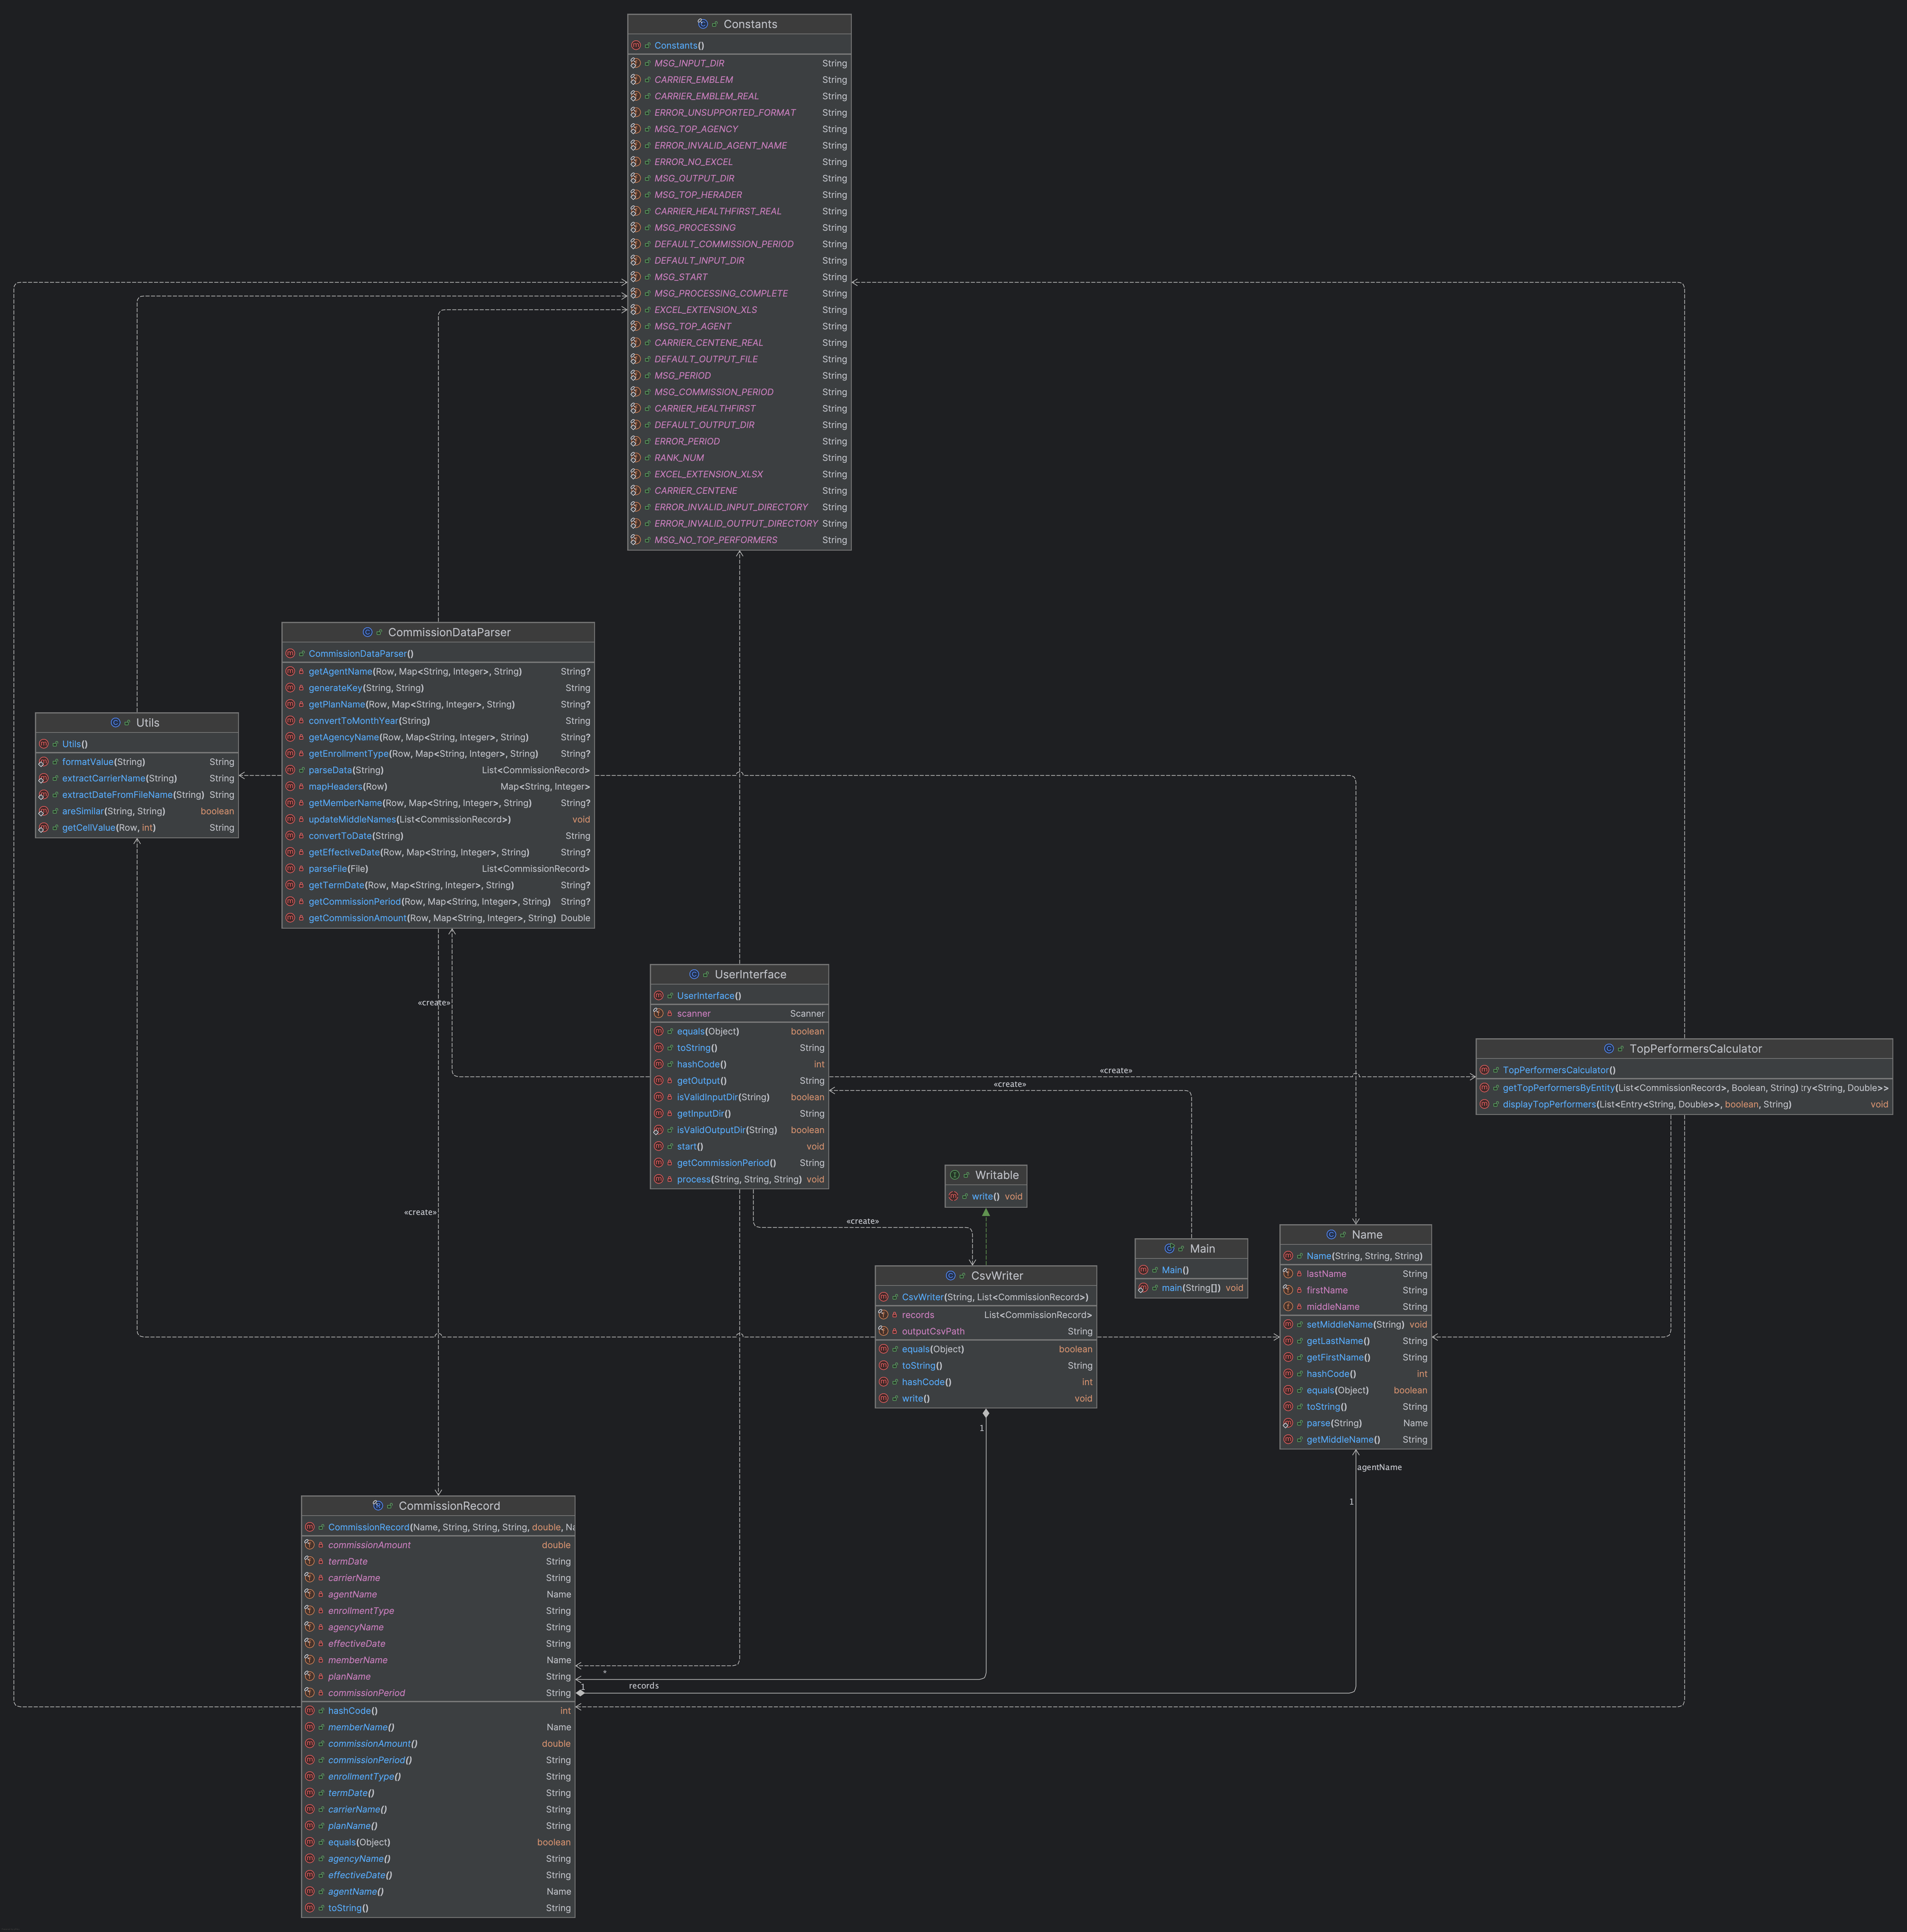 Constants
Constants()
MSG_INPUT_DIR String
CARRIER_EMBLEM String
CARRIER_EMBLEM_REAL String
ERROR_UNSUPPORTED_FORMAT String
MSG_TOP_AGENCY String
ERROR_INVALID_AGENT_NAME String
ERROR_NO_EXCEL String
MSG_OUTPUT_DIR String
MSG_TOP_HERADER String
CARRIER_HEALTHFIRST_REAL String
MSG_PROCESSING String
DEFAULT_COMMISSION_PERIOD String
DEFAULT_INPUT_DIR String
MSG_START String
MSG_PROCESSING_COMPLETE String
EXCEL_EXTENSION_XLS String
MSG_TOP_AGENT String
CARRIER_CENTENE_REAL String
DEFAULT_OUTPUT_FILE String
MSG_PERIOD String
MSG_COMMISSION_PERIOD String
CARRIER_HEALTHFIRST String
DEFAULT_OUTPUT_DIR String
ERROR_PERIOD String
RANK_NUM String
EXCEL_EXTENSION_XLSX String
CARRIER_CENTENE String
ERROR_INVALID_INPUT_DIRECTORY String
ERROR_INVALID_OUTPUT_DIRECTORY String
MSG_NO_TOP_PERFORMERS String
CommissionDataParser
CommissionDataParser()
getAgentName(Row, Map<String, Integer>, String) String?
generateKey(String, String) String
getPlanName(Row, Map<String, Integer>, String) String?
convertToMonthYear(String) String
getAgencyName(Row, Map<String, Integer>, String) String?
getEnrollmentType(Row, Map<String, Integer>, String) String?
parseData(String) List<CommissionRecord>
mapHeaders(Row) Map<String, Integer>
getMemberName(Row, Map<String, Integer>, String) String?
updateMiddleNames(List<CommissionRecord>) void
convertToDate(String) String
getEffectiveDate(Row, Map<String, Integer>, String) String?
parseFile(File) List<CommissionRecord>
getTermDate(Row, Map<String, Integer>, String) String?
getCommissionPeriod(Row, Map<String, Integer>, String) String?
getCommissionAmount(Row, Map<String, Integer>, String) Double
Utils
Utils()
formatValue(String) String
extractCarrierName(String) String
extractDateFromFileName(String) String
areSimilar(String, String) boolean
getCellValue(Row, int) String
«create»
UserInterface
UserInterface()
scanner Scanner
equals(Object) boolean
toString() String
hashCode() int
getOutput() String
isValidInputDir(String) boolean
getInputDir() String
isValidOutputDir(String) boolean
start() void
getCommissionPeriod() String
process(String, String, String) void
«create»
«create»
TopPerformersCalculator
TopPerformersCalculator()
getTopPerformersByEntity(List<CommissionRecord>, Boolean, String) :ry<String, Double>>
displayTopPerformers(List<Entry<String, Double>>, boolean, String) void
Writable
write() void
«create»
«create»
Main
Main()
main(String[]) void
Name
Name(String, String, String)
lastName String
firstName String
middleName String
setMiddleName(String) void
getLastName() String
getFirstName() String
hashCode() int
equals(Object) boolean
toString() String
parse(String) Name
getMiddleName() String
CsvWriter
CsvWriter(String, List<CommissionRecord>)
records List<CommissionRecord>
outputCsvPath String
equals(Object) boolean
toString() String
hashCode() int
write() void
1
agentName
1
CommissionRecord
CommissionRecord(Name, String, String, String, double, Na
commissionAmount double
termDate String
carrierName String
agentName Name
enrollmentType String
agencyName String
effectiveDate String
memberName Name
planName String
commissionPeriod String
*
1
records
hashCode() int
memberName() Name
commissionAmount() double
commissionPeriod() String
enrollmentType() String
termDate() String
carrierName() String
planName() String
equals(Object) boolean
agencyName() String
effectiveDate() String
agentName() Name
toString() String